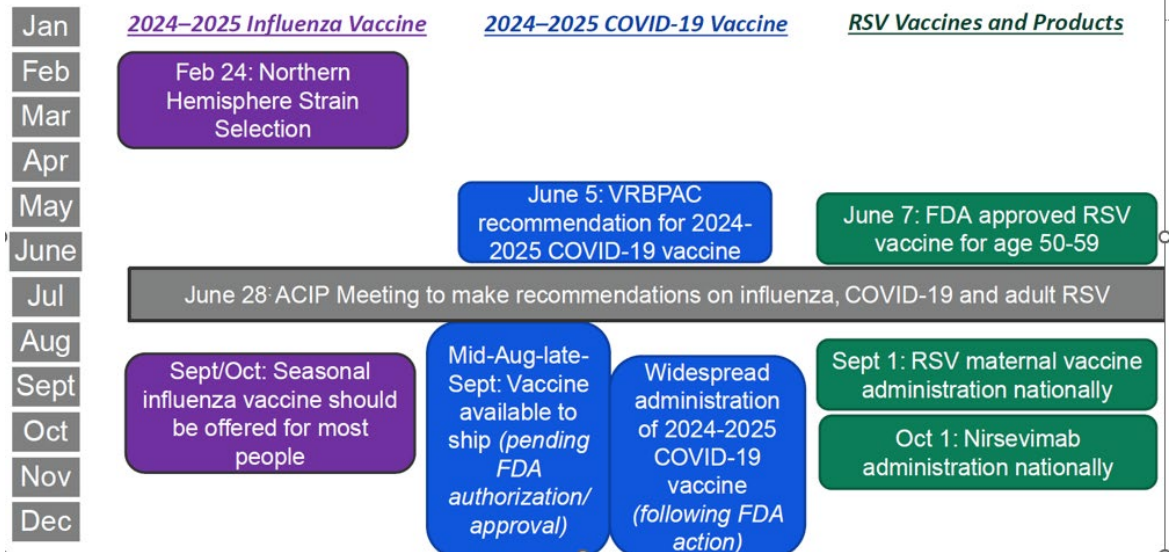 Jan
Feb
Mar
Apr
May
June
Jul
Aug
Sept
Oct
Nov
Dec
2024–2025 Influenza Vaccine
2024–2025 COVID-19 Vaccine
RSV Vaccines and Products
Feb 24: Northern
Hemisphere Strain
Selection
June 5: VRBPAC
recommendation for 2024-
2025 COVID-19 vaccine
June 7: FDA approved RSV
vaccine for age 50-59
June 28: ACIP Meeting to make recommendations on influenza, COVID-19 and adult RSV
Sept/Oct: Seasonal
influenza vaccine should
be offered for most
people
Mid-Aug-late-
Sept: Vaccine
available to
ship (pending
FDA
authorization/
approval)
Widespread
administration
of 2024-2025
COVID-19
vaccine
(following FDA
action)
Sept 1: RSV maternal vaccine
administration nationally
Oct 1: Nirsevimab
administration nationally